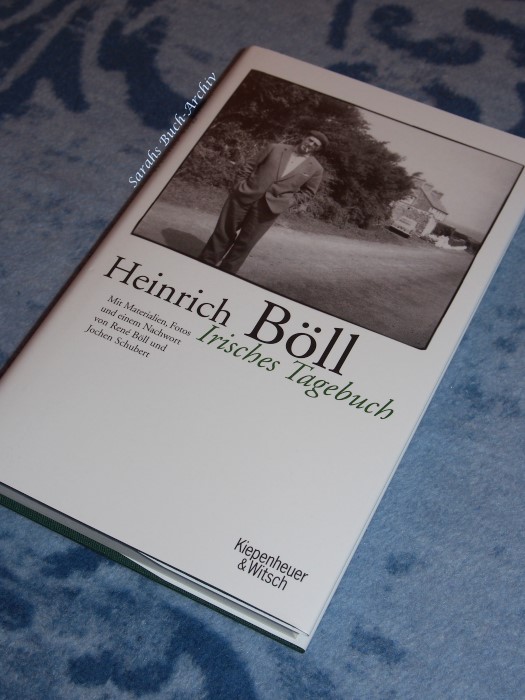 Sarahs Buch-Archiv
Heinrich Böll
Mit Materialien, Fotos
und einem Nachwort
von René Böll und
Jochen Schubert
Irisches Tagebuch
Kiepenheuer
& Witsch